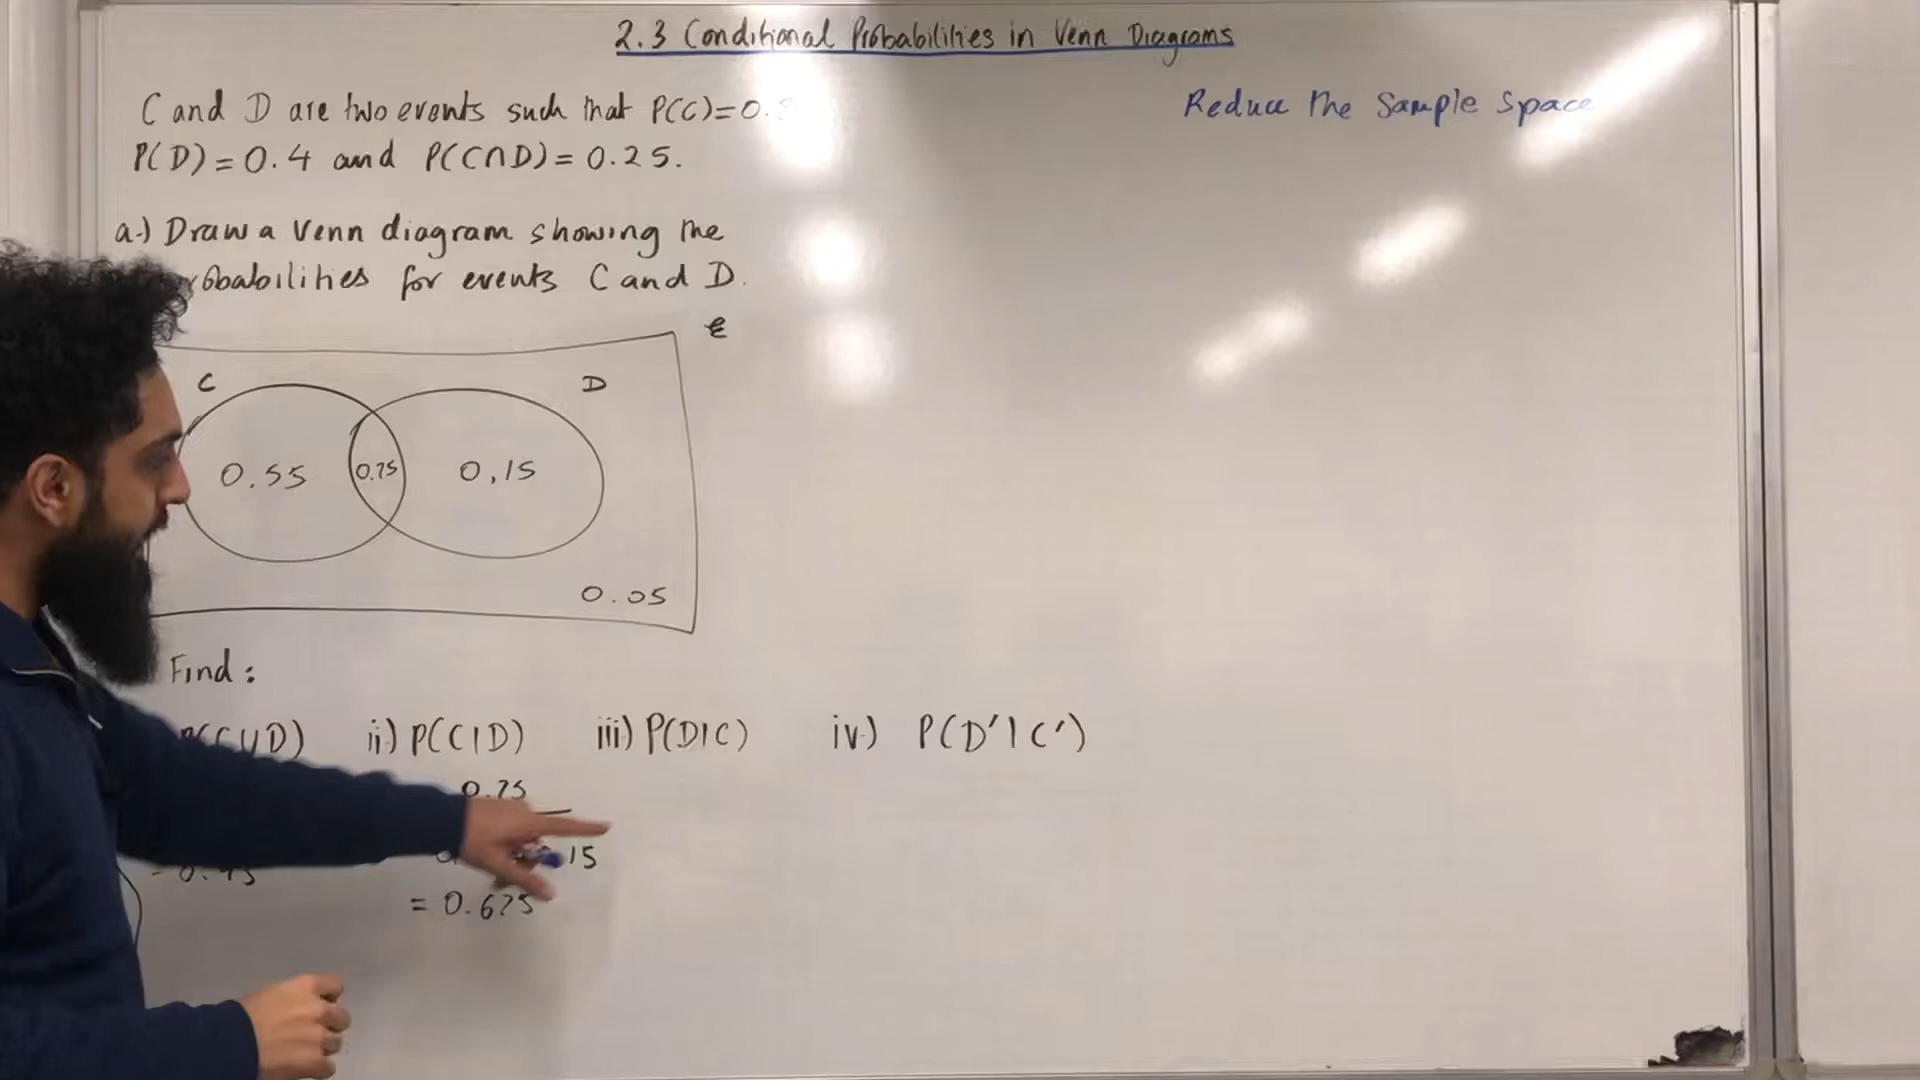 2.3 Conditional Probabilities in Venn Diagrams
Reduce the Sample Space
C and D are two events such that P(C)=0.
P(D)=0.4 and P(C∩D)=0.25.
a.) Draw a Venn diagram showing the
robabilities for events C and D.
ℰ
C D
0.55 0.25 0.15
0.05
Find:
P(C∪D) ii) P(C|D) iii) P(D|C) iv.) P(D'|C')
0.25
15
= 0.625